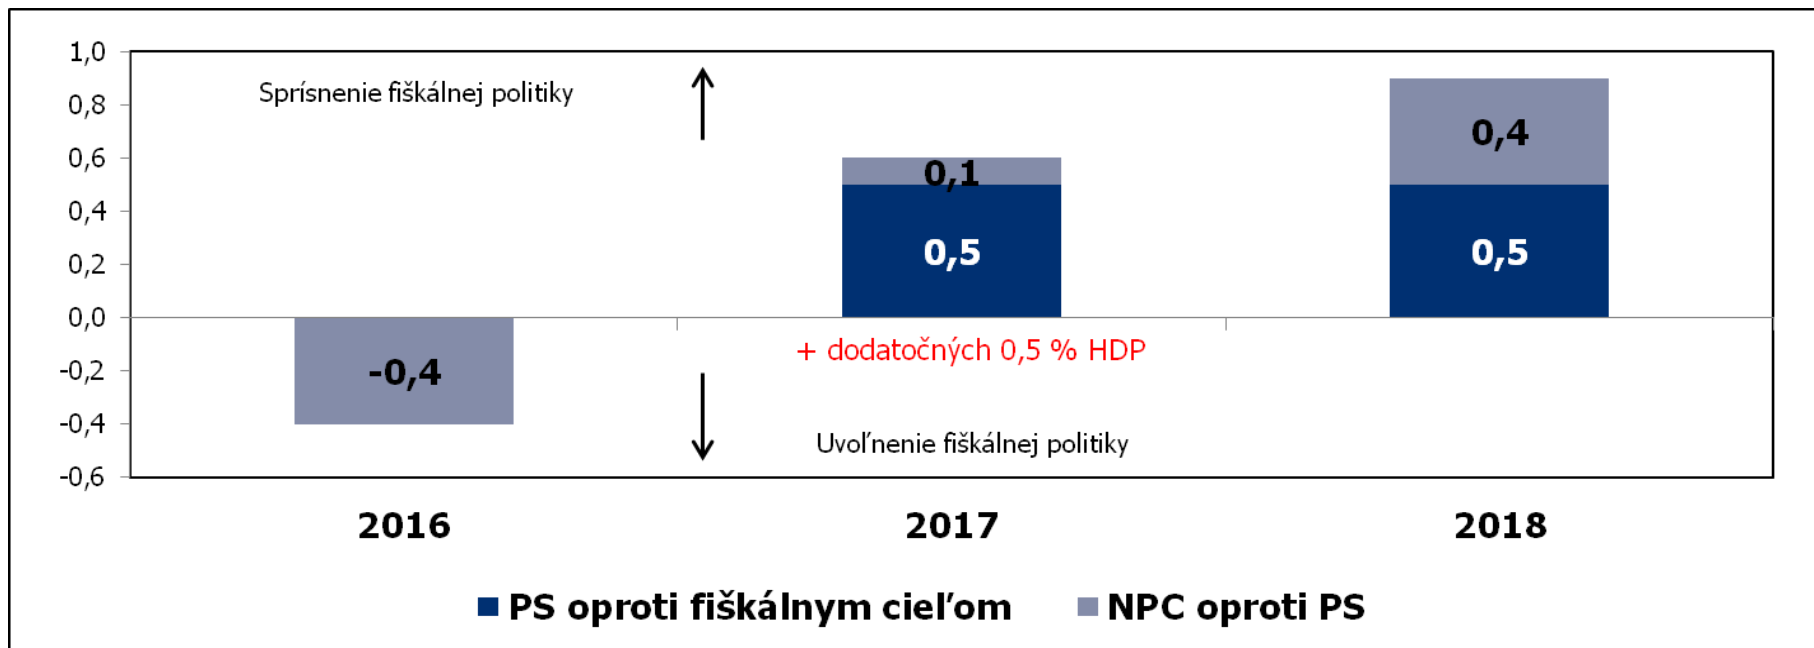 1,0
0,8
0,6
0,4
0,2
0,0
-0,2
-0,4
-0,6
Sprísnenie fiškálnej politiky
0,4
0,1
0,5
0,5
-0,4
+ dodatočných 0,5 % HDP
Uvoľnenie fiškálnej politiky
2016 2017 2018
PS oproti fiškálnym cieľom NPC oproti PS